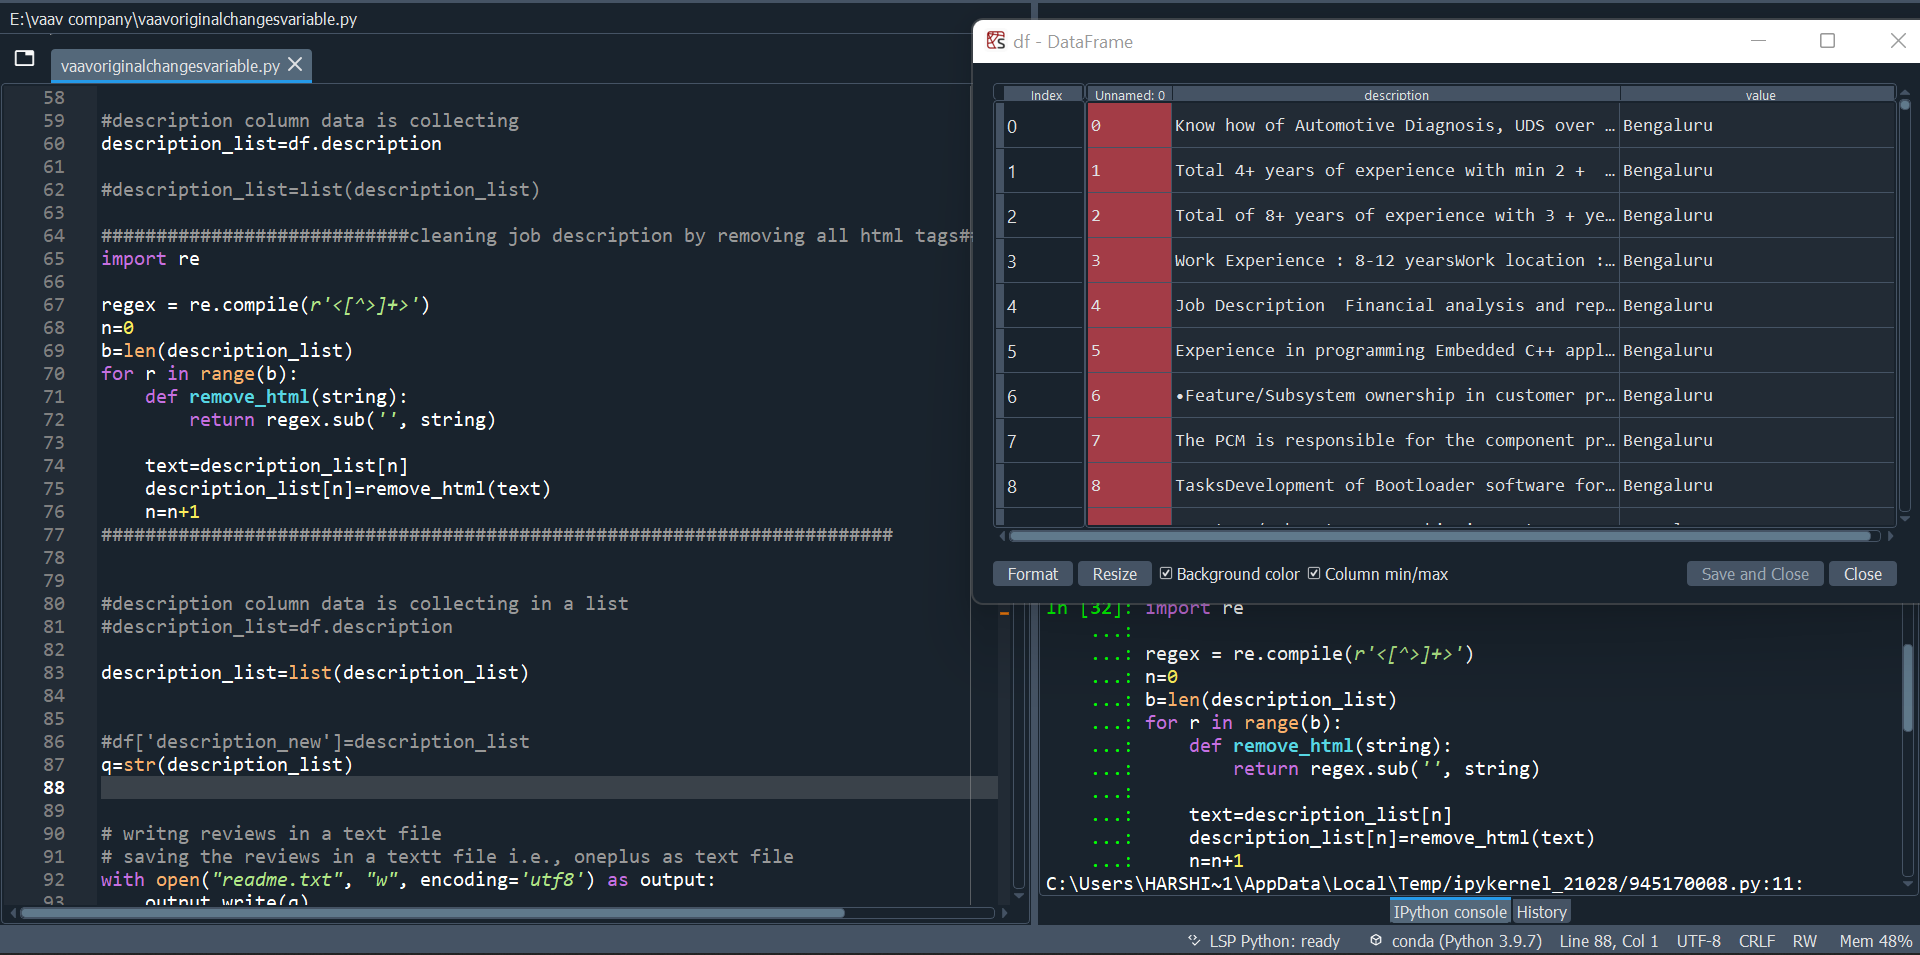 E:\vaav company\vaavoriginalchangesvariable.py
vaavoriginalchangesvariable.py
58
59 #description column data is collecting
60 description_list=df.description
61
62 #description_list=list(description_list)
63
64 ############################cleaning job description by removing all html tags#
65 import re
66
67 regex = re.compile(r'<[^>]+>')
68 n=0
69 b=len(description_list)
70 for r in range(b):
71 def remove_html(string):
72 return regex.sub('', string)
73
74 text=description_list[n]
75 description_list[n]=remove_html(text)
76 n=n+1
77 ########################################################################
78
79
80 #description column data is collecting in a list
81 #description_list=df.description
82
83 description_list=list(description_list)
84
85
86 #df['description_new']=description_list
87 q=str(description_list)
88
89
90 # writng reviews in a text file
91 # saving the reviews in a textt file i.e., oneplus as text file
92 with open("readme.txt", "w", encoding='utf8') as output:
93 output.write(q)
df - DataFrame
Index Unnamed: 0 description value
0 0 Know how of Automotive Diagnosis, UDS over … Bengaluru
1 1 Total 4+ years of experience with min 2 + … Bengaluru
2 2 Total of 8+ years of experience with 3 + ye… Bengaluru
3 3 Work Experience : 8-12 yearsWork location :… Bengaluru
4 4 Job Description Financial analysis and rep… Bengaluru
5 5 Experience in programming Embedded C++ appl… Bengaluru
6 6 •Feature/Subsystem ownership in customer pr… Bengaluru
7 7 The PCM is responsible for the component pr… Bengaluru
8 8 TasksDevelopment of Bootloader software for… Bengaluru
Format Resize Background color Column min/max Save and Close Close
In [32]: import re
...:
...: regex = re.compile(r'<[^>]+>')
...: n=0
...: b=len(description_list)
...: for r in range(b):
...: def remove_html(string):
...: return regex.sub('', string)
...:
...: text=description_list[n]
...: description_list[n]=remove_html(text)
...: n=n+1
C:\Users\HARSHI~1\AppData\Local\Temp/ipykernel_21028/945170008.py:11:
IPython console History
LSP Python: ready conda (Python 3.9.7) Line 88, Col 1 UTF-8 CRLF RW Mem 48%